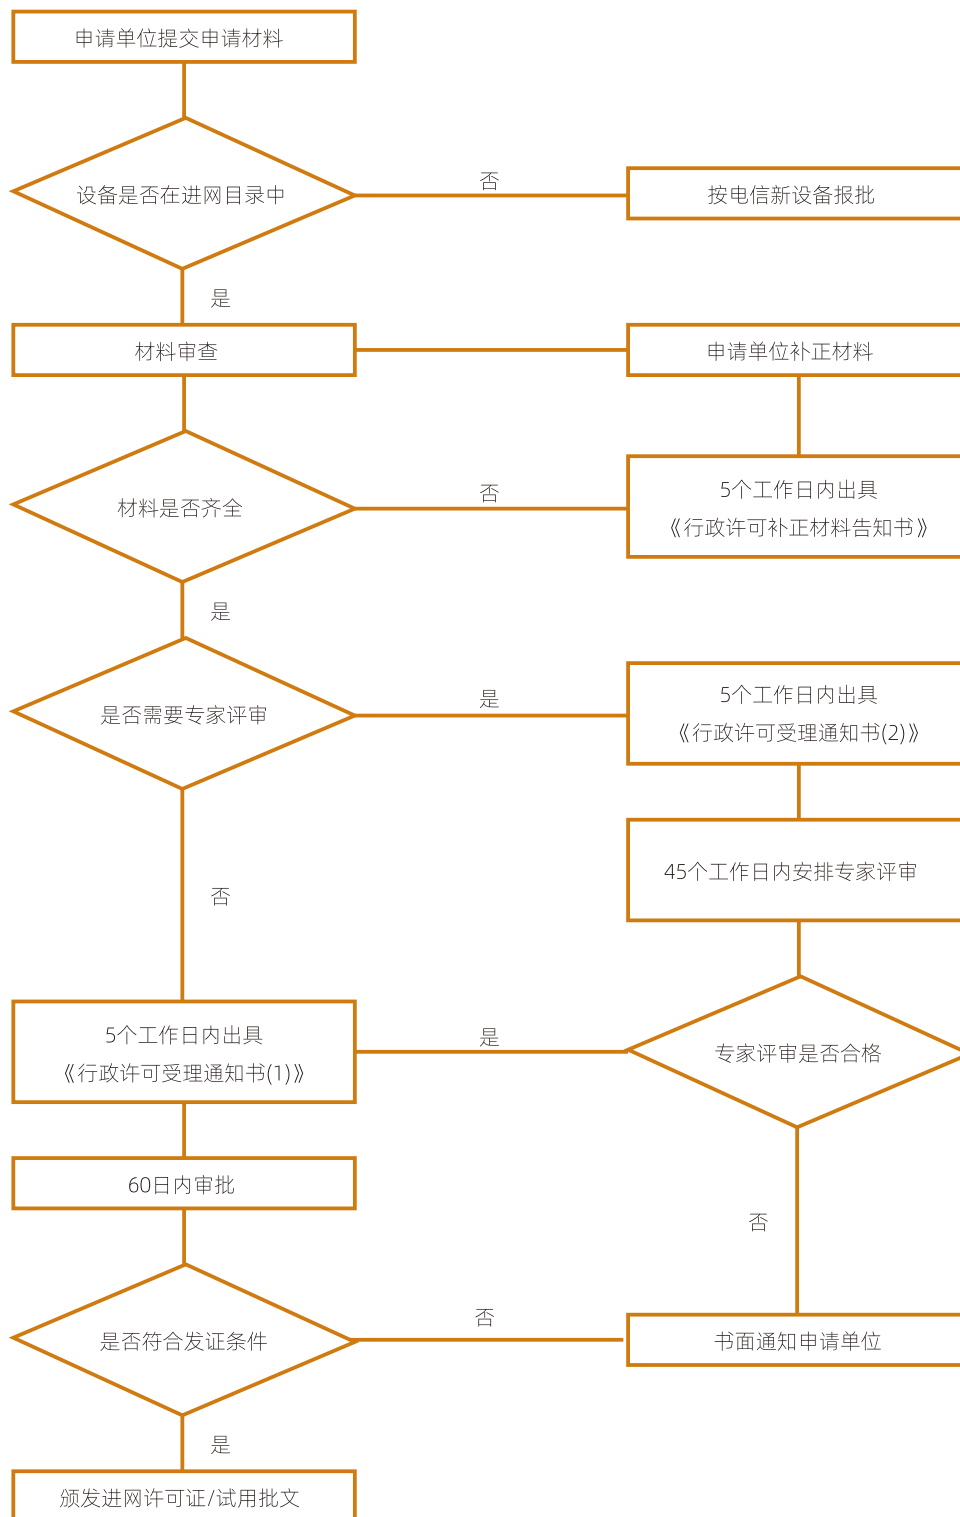 申请单位提交申请材料
设备是否在进网目录中
否
按电信新设备报批
是
材料审查
申请单位补正材料
材料是否齐全
否
5个工作日内出具
《行政许可补正材料告知书》
是
是否需要专家评审
是
5个工作日内出具
《行政许可受理通知书(2)》
45个工作日内安排专家评审
否
5个工作日内出具
《行政许可受理通知书(1)》
是
专家评审是否合格
60日内审批
否
是否符合发证条件
否
书面通知申请单位
是
颁发进网许可证/试用批文